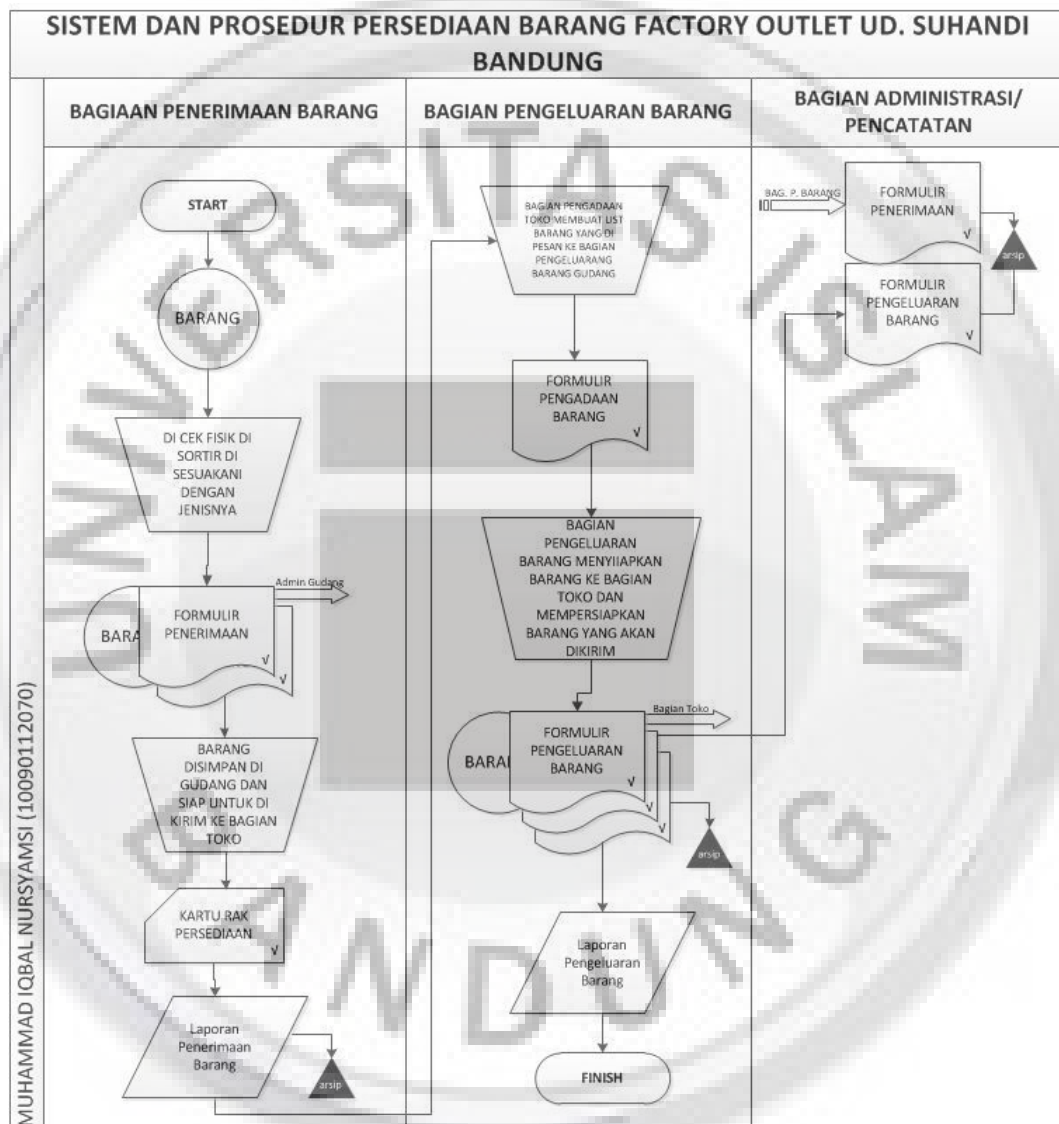 SISTEM DAN PROSEDUR PERSEDIAAN BARANG FACTORY OUTLET UD. SUHANDI
BANDUNG
BAGIAAN PENERIMAAN BARANG
BAGIAN PENGELUARAN BARANG
BAGIAN ADMINISTRASI/
PENCATATAN
MUHAMMAD IQBAL NURSYAMSI (10090112070)
START
BARANG
DI CEK FISIK DI
SORTIR DI
SESUAKANI
DENGAN
JENISNYA
Admin Gudang
BARA
FORMULIR
PENERIMAAN
√
BARANG
DISIMPAN DI
GUDANG DAN
SIAP UNTUK DI
KIRIM KE BAGIAN
TOKO
KARTU RAK
PERSEDIAAN
√
Laporan
Penerimaan
Barang
arsip
BAGIAN PENGADAAN
TOKO MEMBUAT LIST
BARANG YANG DI
PESAN KE BAGIAN
PENGELUARANG
BARANG GUDANG
FORMULIR
PENGADAAN
BARANG
√
BAGIAN
PENGELUARAN
BARANG MENYIIAPKAN
BARANG KE BAGIAN
TOKO DAN
MEMPERSIAPKAN
BARANG YANG AKAN
DIKIRIM
Bagian Toko
BARAI
FORMULIR
PENGELUARAN
BARANG
√
√
√
arsip
Laporan
Pengeluaran
Barang
FINISH
BAG. P. BARANG
FORMULIR
PENERIMAAN
√
arsip
FORMULIR
PENGELUARAN
BARANG
√
UNIVERSITAS ISLAM
BANDUNG